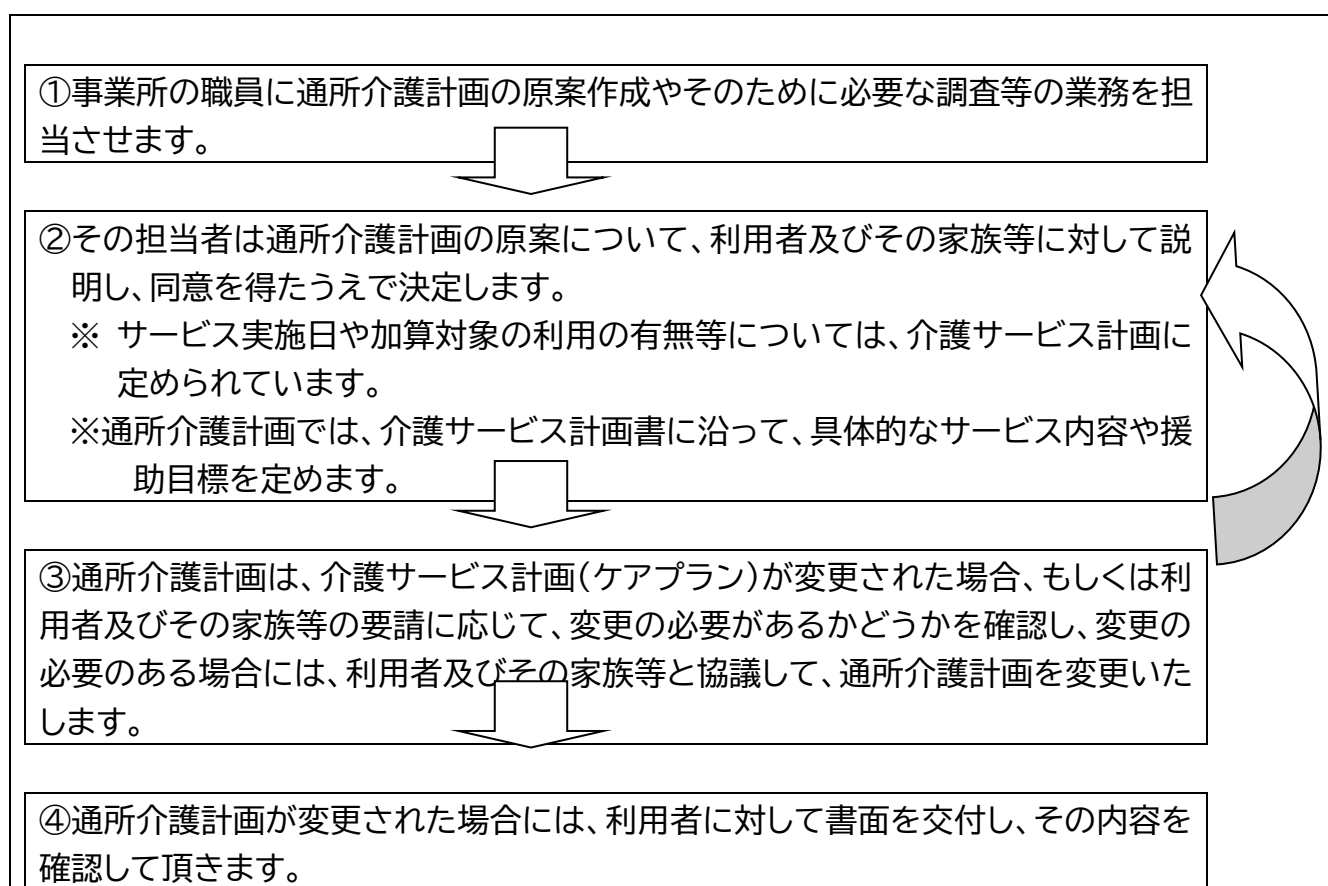 ①事業所の職員に通所介護計画の原案作成やそのために必要な調査等の業務を担
当させます。
②その担当者は通所介護計画の原案について、利用者及びその家族等に対して説
明し、同意を得たうえで決定します。
※ サービス実施日や加算対象の利用の有無等については、介護サービス計画に
定められています。
※通所介護計画では、介護サービス計画書に沿って、具体的なサービス内容や援
助目標を定めます。
③通所介護計画は、介護サービス計画(ケアプラン)が変更された場合、もしくは利
用者及びその家族等の要請に応じて、変更の必要があるかどうかを確認し、変更の
必要のある場合には、利用者及びその家族等と協議して、通所介護計画を変更いた
します。
④通所介護計画が変更された場合には、利用者に対して書面を交付し、その内容を
確認して頂きます。